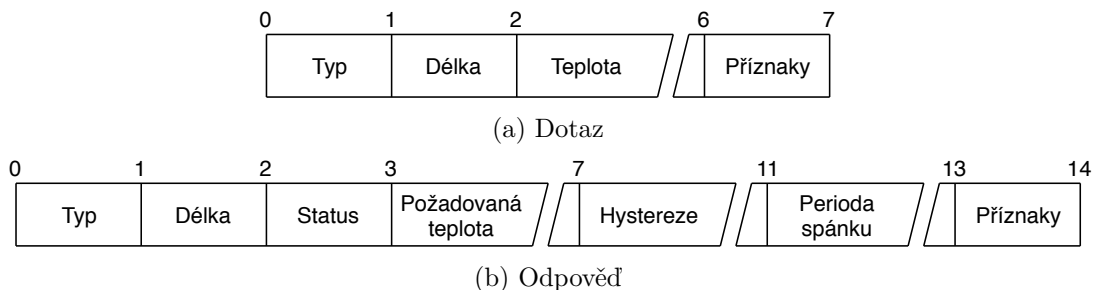 0 1 2 6 7
Typ Délka Teplota Příznaky
(a) Dotaz
0 1 2 3 7 11 13 14
Typ Délka Status Požadovaná teplota Hystereze Perioda spánku Příznaky
(b) Odpověď